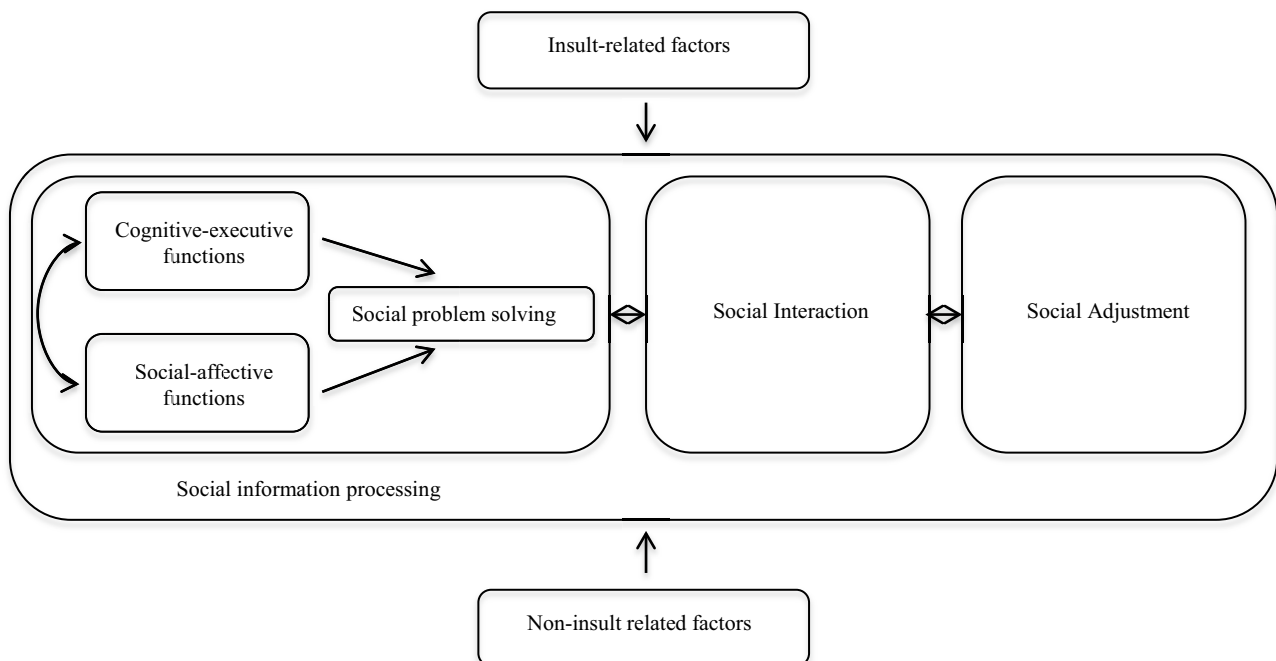 Insult-related factors
Cognitive-executive
functions
Social problem solving
Social-affective
functions
Social Interaction
Social Adjustment
Social information processing
Non-insult related factors